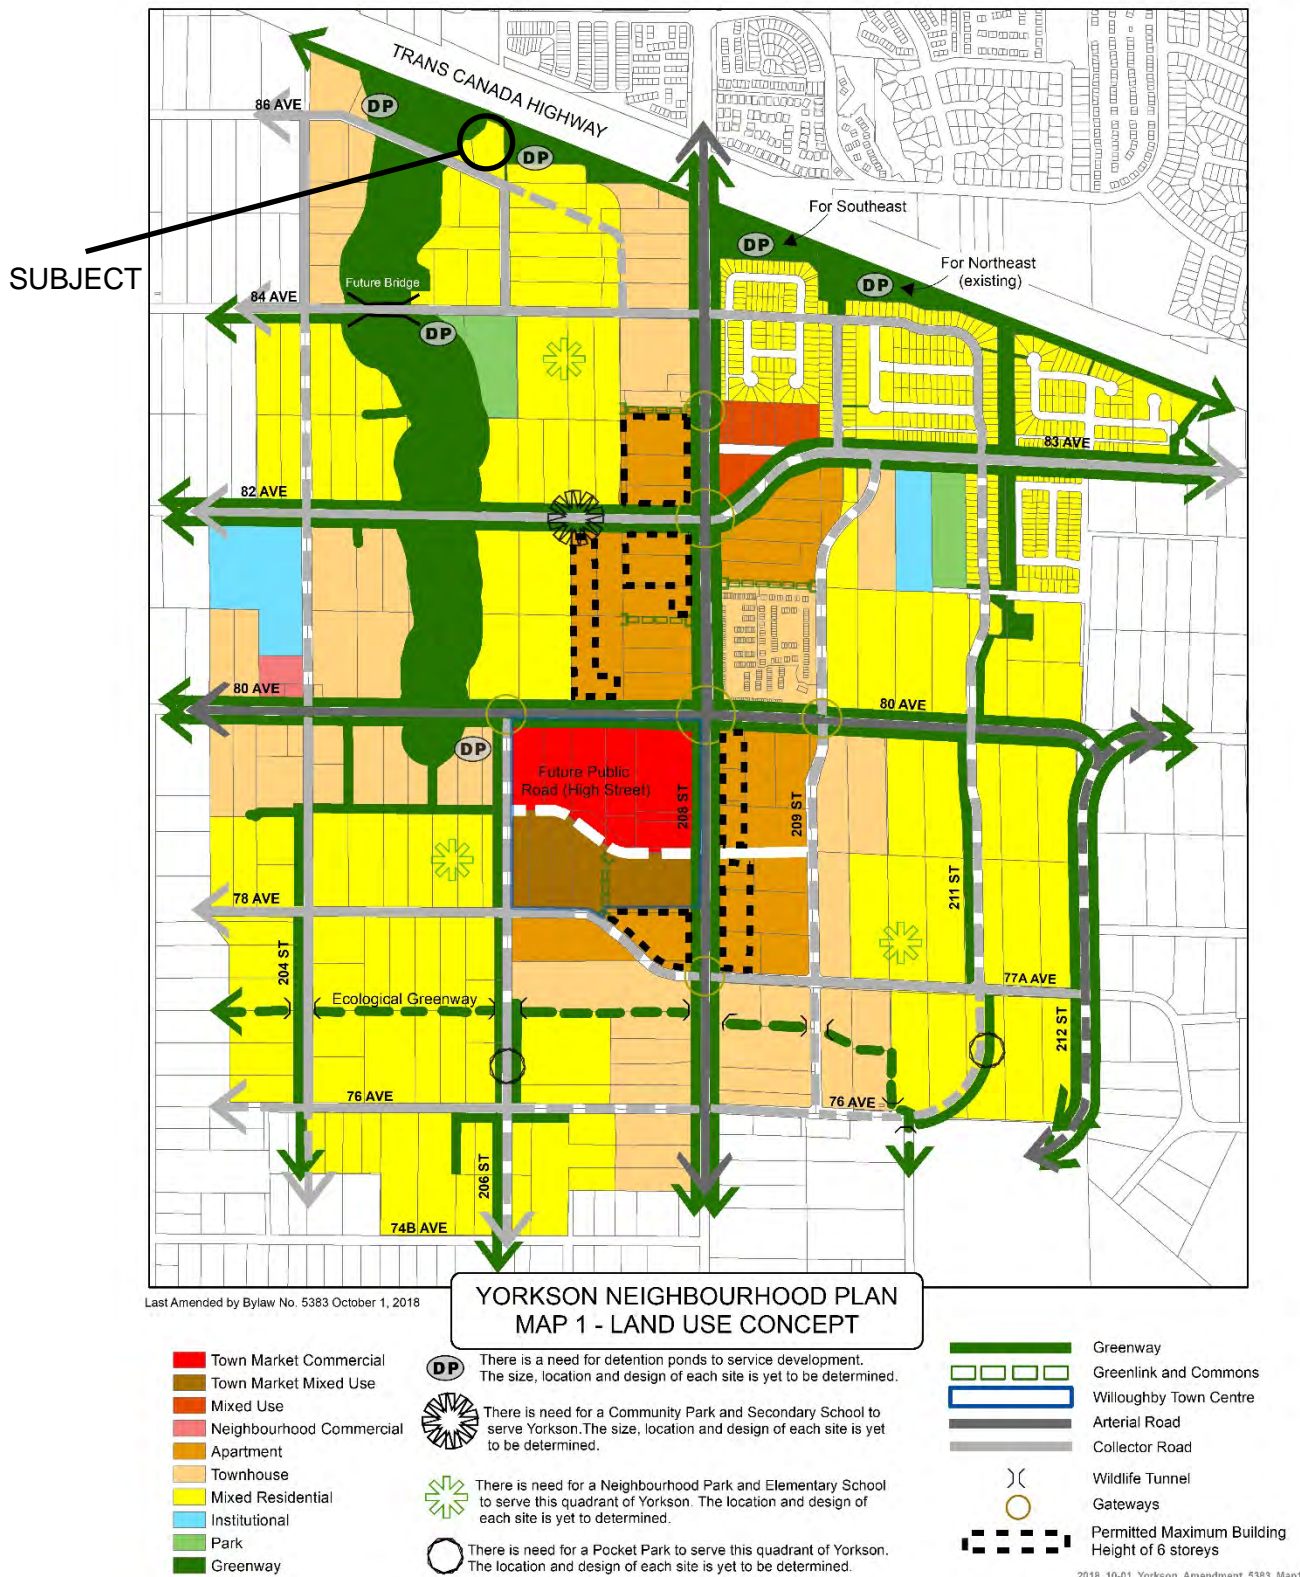 TRANS CANADA HIGHWAY
86 AVE
DP
DP
SUBJECT
For Southeast
DP
For Northeast
(existing)
DP
Future Bridge
84 AVE
DP
83 AVE
82 AVE
80 AVE
80 AVE
DP
Future Public
Road (High Street)
208 ST
209 ST
211 ST
78 AVE
204 ST
77A AVE
Ecological Greenway
212 ST
76 AVE
76 AVE
206 ST
74B AVE
Last Amended by Bylaw No. 5383 October 1, 2018
YORKSON NEIGHBOURHOOD PLAN
MAP 1 - LAND USE CONCEPT
Town Market Commercial
Town Market Mixed Use
Mixed Use
Neighbourhood Commercial
Apartment
Townhouse
Mixed Residential
Institutional
Park
Greenway
DP
There is a need for detention ponds to service development.
The size, location and design of each site is yet to be determined.
There is need for a Community Park and Secondary School to
serve Yorkson.The size, location and design of each site is yet
to be determined.
There is need for a Neighbourhood Park and Elementary School
to serve this quadrant of Yorkson. The location and design of
each site is yet to determined.
There is need for a Pocket Park to serve this quadrant of Yorkson.
The location and design of each site is yet to be determined.
Greenway
Greenlink and Commons
Willoughby Town Centre
Arterial Road
Collector Road
Wildlife Tunnel
Gateways
Permitted Maximum Building
Height of 6 storeys
2018_10-01_Yorkson_Amendment_5383_Map1